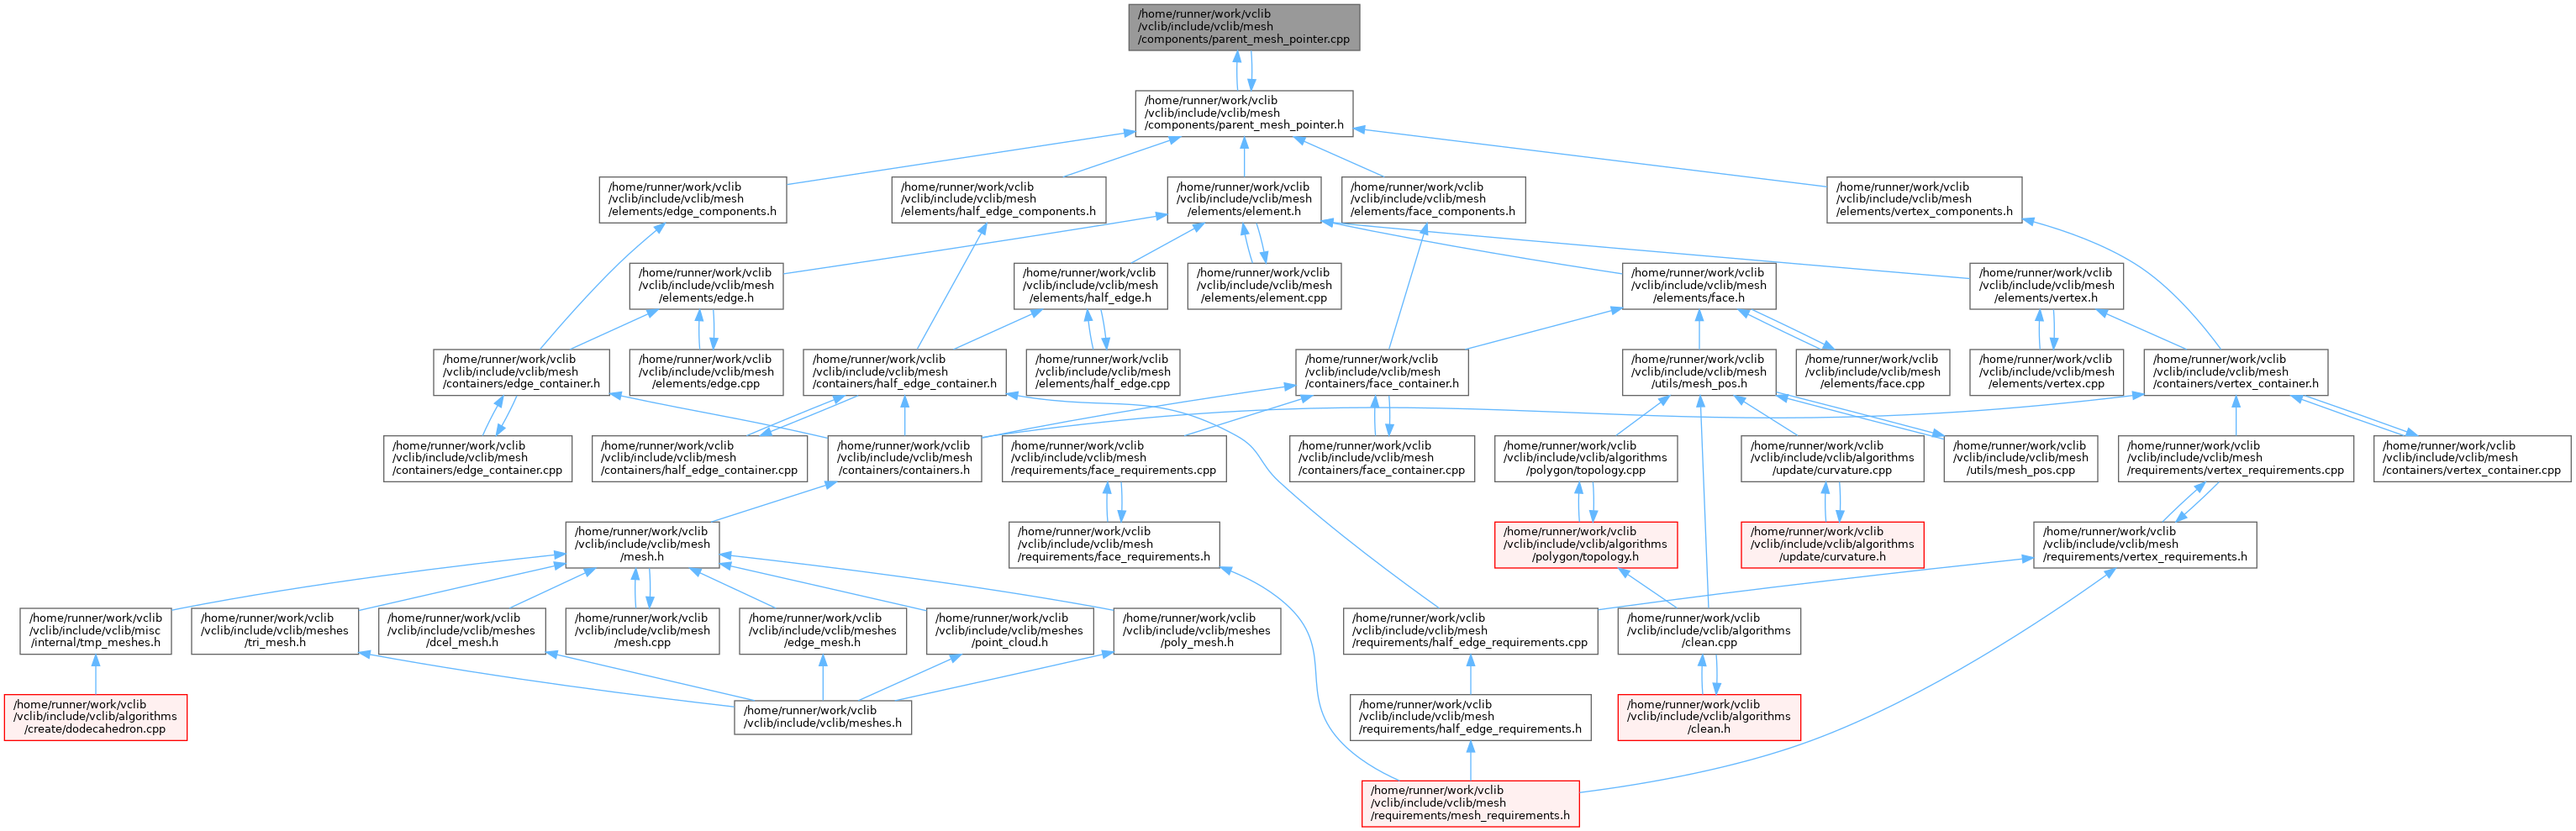 /home/runner/work/vclib
/vclib/include/vclib/mesh
/components/parent_mesh_pointer.cpp
/home/runner/work/vclib
/vclib/include/vclib/mesh
/components/parent_mesh_pointer.h
/home/runner/work/vclib
/vclib/include/vclib/mesh
/elements/edge_components.h
/home/runner/work/vclib
/vclib/include/vclib/mesh
/elements/half_edge_components.h
/home/runner/work/vclib
/vclib/include/vclib/mesh
/elements/element.h
/home/runner/work/vclib
/vclib/include/vclib/mesh
/elements/face_components.h
/home/runner/work/vclib
/vclib/include/vclib/mesh
/elements/vertex_components.h
/home/runner/work/vclib
/vclib/include/vclib/mesh
/elements/edge.h
/home/runner/work/vclib
/vclib/include/vclib/mesh
/elements/half_edge.h
/home/runner/work/vclib
/vclib/include/vclib/mesh
/elements/element.cpp
/home/runner/work/vclib
/vclib/include/vclib/mesh
/elements/face.h
/home/runner/work/vclib
/vclib/include/vclib/mesh
/elements/vertex.h
/home/runner/work/vclib
/vclib/include/vclib/mesh
/containers/edge_container.h
/home/runner/work/vclib
/vclib/include/vclib/mesh
/elements/edge.cpp
/home/runner/work/vclib
/vclib/include/vclib/mesh
/containers/half_edge_container.h
/home/runner/work/vclib
/vclib/include/vclib/mesh
/elements/half_edge.cpp
/home/runner/work/vclib
/vclib/include/vclib/mesh
/containers/face_container.h
/home/runner/work/vclib
/vclib/include/vclib/mesh
/utils/mesh_pos.h
/home/runner/work/vclib
/vclib/include/vclib/mesh
/elements/face.cpp
/home/runner/work/vclib
/vclib/include/vclib/mesh
/elements/vertex.cpp
/home/runner/work/vclib
/vclib/include/vclib/mesh
/containers/vertex_container.h
/home/runner/work/vclib
/vclib/include/vclib/mesh
/containers/edge_container.cpp
/home/runner/work/vclib
/vclib/include/vclib/mesh
/containers/half_edge_container.cpp
/home/runner/work/vclib
/vclib/include/vclib/mesh
/containers/containers.h
/home/runner/work/vclib
/vclib/include/vclib/mesh
/requirements/face_requirements.cpp
/home/runner/work/vclib
/vclib/include/vclib/mesh
/containers/face_container.cpp
/home/runner/work/vclib
/vclib/include/vclib/algorithms
/polygon/topology.cpp
/home/runner/work/vclib
/vclib/include/vclib/algorithms
/update/curvature.cpp
/home/runner/work/vclib
/vclib/include/vclib/mesh
/utils/mesh_pos.cpp
/home/runner/work/vclib
/vclib/include/vclib/mesh
/requirements/vertex_requirements.cpp
/home/runner/work/vclib
/vclib/include/vclib/mesh
/containers/vertex_container.cpp
/home/runner/work/vclib
/vclib/include/vclib/mesh
/mesh.h
/home/runner/work/vclib
/vclib/include/vclib/mesh
/requirements/face_requirements.h
/home/runner/work/vclib
/vclib/include/vclib/algorithms
/polygon/topology.h
/home/runner/work/vclib
/vclib/include/vclib/algorithms
/update/curvature.h
/home/runner/work/vclib
/vclib/include/vclib/mesh
/requirements/vertex_requirements.h
/home/runner/work/vclib
/vclib/include/vclib/misc
/internal/tmp_meshes.h
/home/runner/work/vclib
/vclib/include/vclib/meshes
/tri_mesh.h
/home/runner/work/vclib
/vclib/include/vclib/meshes
/dcel_mesh.h
/home/runner/work/vclib
/vclib/include/vclib/mesh
/mesh.cpp
/home/runner/work/vclib
/vclib/include/vclib/meshes
/edge_mesh.h
/home/runner/work/vclib
/vclib/include/vclib/meshes
/point_cloud.h
/home/runner/work/vclib
/vclib/include/vclib/meshes
/poly_mesh.h
/home/runner/work/vclib
/vclib/include/vclib/mesh
/requirements/half_edge_requirements.cpp
/home/runner/work/vclib
/vclib/include/vclib/algorithms
/clean.cpp
/home/runner/work/vclib
/vclib/include/vclib/algorithms
/create/dodecahedron.cpp
/home/runner/work/vclib
/vclib/include/vclib/meshes.h
/home/runner/work/vclib
/vclib/include/vclib/mesh
/requirements/half_edge_requirements.h
/home/runner/work/vclib
/vclib/include/vclib/algorithms
/clean.h
/home/runner/work/vclib
/vclib/include/vclib/mesh
/requirements/mesh_requirements.h